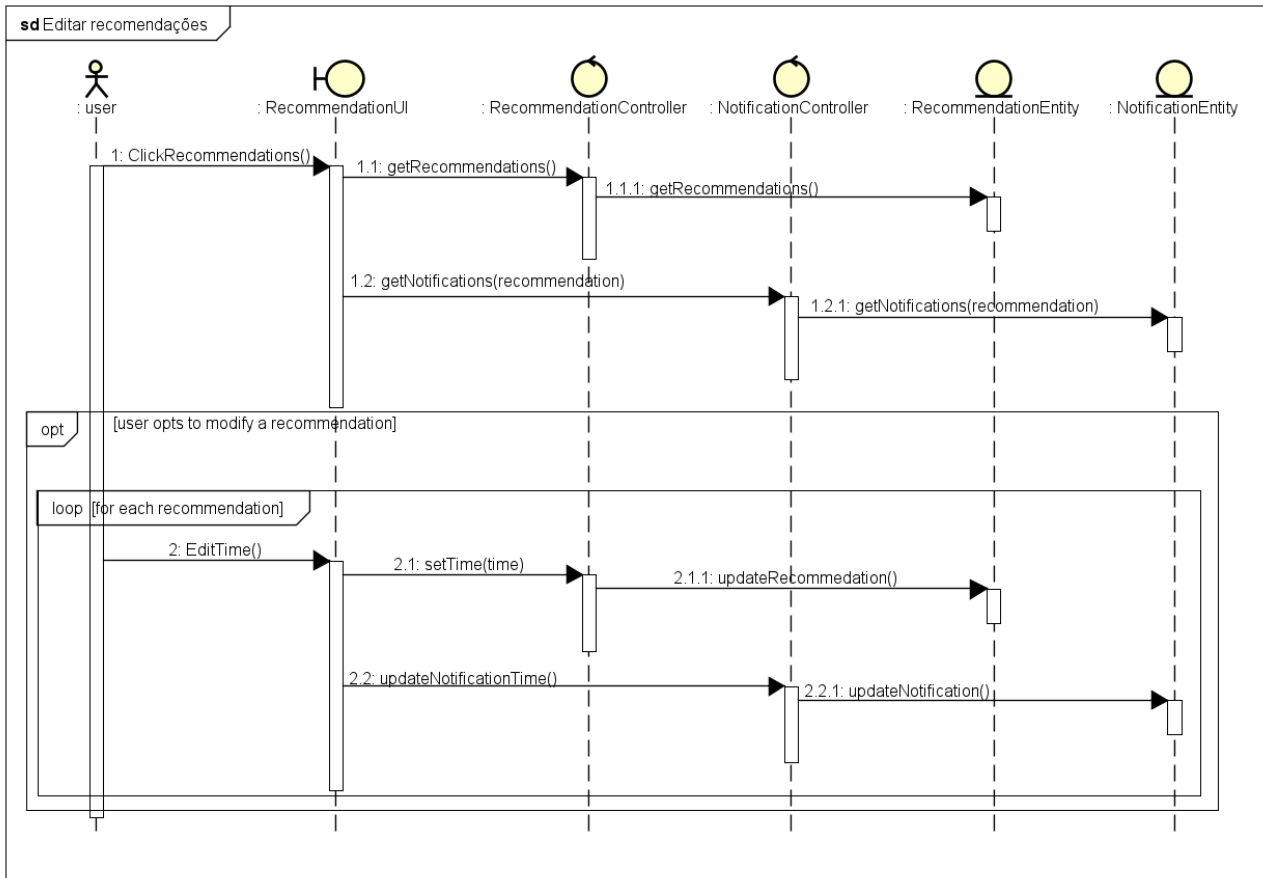 sd Editar recomendações
: user
: RecommendationUI
: RecommendationController
: NotificationController
: RecommendationEntity
: NotificationEntity
1: ClickRecommendations()
1.1: getRecommendations()
1.1.1: getRecommendations()
1.2: getNotifications(recommendation)
1.2.1: getNotifications(recommendation)
opt
[user opts to modify a recommendation]
loop [for each recommendation]
2: EditTime()
2.1: setTime(time)
2.1.1: updateRecommedation()
2.2: updateNotificationTime()
2.2.1: updateNotification()